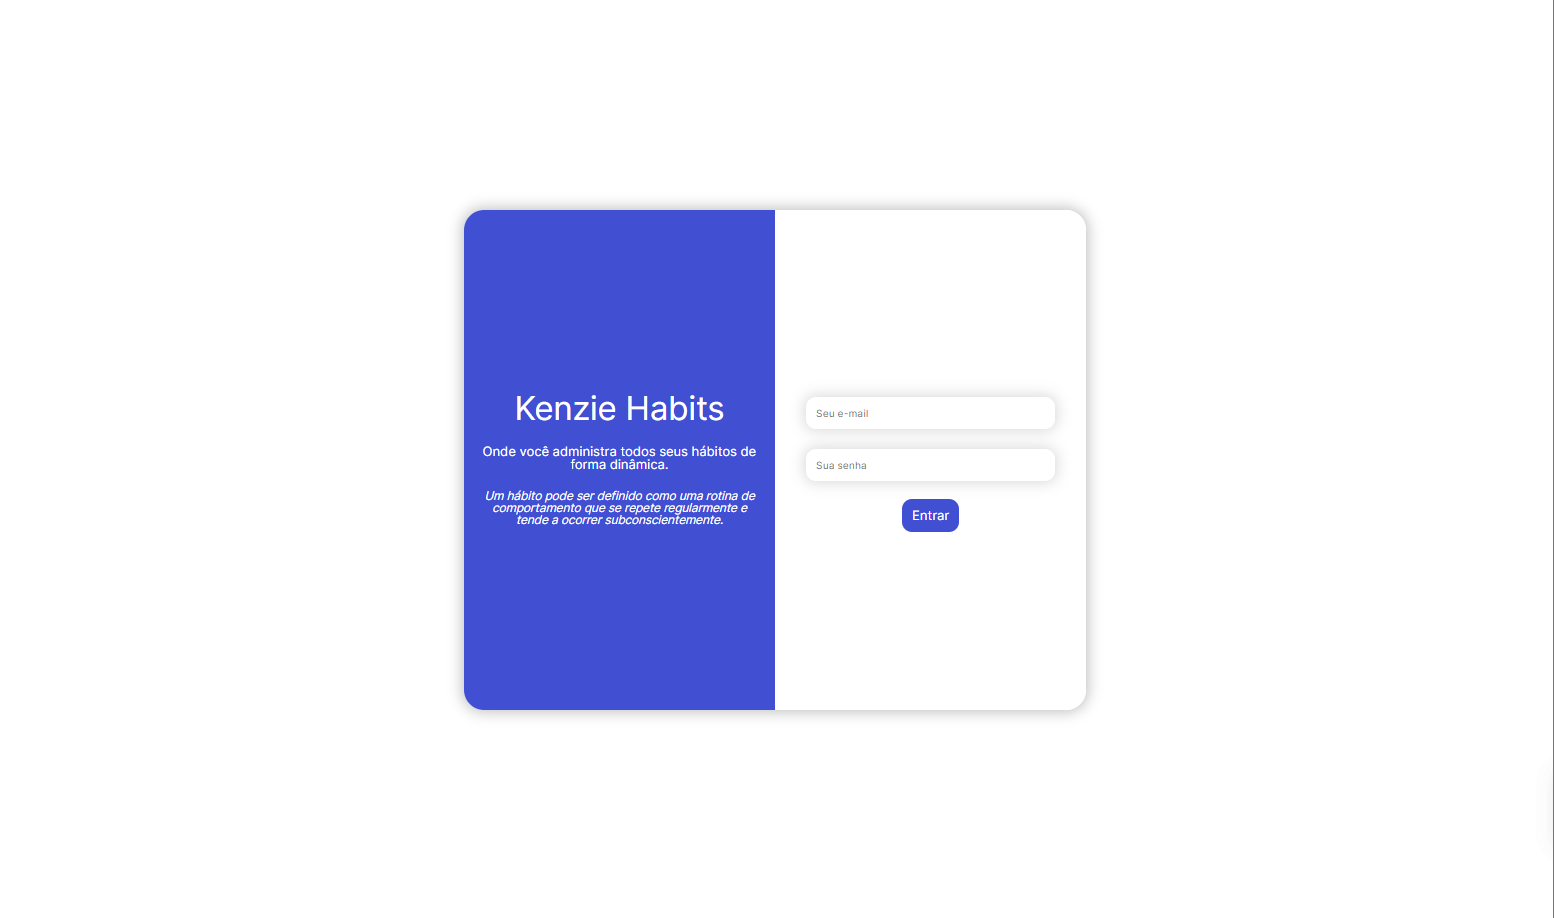 Kenzie Habits
Onde você administra todos seus hábitos de
forma dinâmica.
Um hábito pode ser definido como uma rotina de
comportamento que se repete regularmente e
tende a ocorrer subconscientemente.
Seu e-mail
Sua senha
Entrar